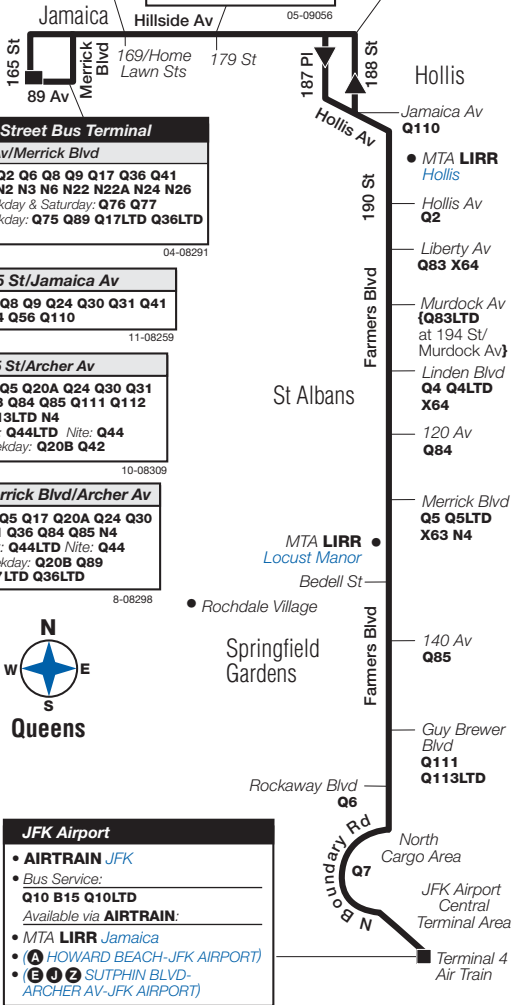 05-09056
Jamaica
Hillside Av
165 St
Merrick
Blvd
169/Home
Lawn Sts
179 St
187 Pl
188 St
89 Av
Hollis
Hollis Av
Street Bus Terminal
v/Merrick Blvd
Q2 Q6 Q8 Q9 Q17 Q36 Q41
N2 N3 N6 N22 N22A N24 N26
kday & Saturday: Q76 Q77
kday: Q75 Q89 Q17LTD Q36LTD
04-08291
5 St/Jamaica Av
Q8 Q9 Q24 Q30 Q31 Q41
Q56 Q110
11-08259
5 St/Archer Av
Q5 Q20A Q24 Q30 Q31
Q84 Q85 Q111 Q112
13LTD N4
Q44LTD Nite: Q44
kday: Q20B Q42
10-08309
rrick Blvd/Archer Av
Q5 Q17 Q20A Q24 Q30
Q36 Q84 Q85 N4
Q44LTD Nite: Q44
kday: Q20B Q89
LTD Q36LTD
8-08298
Jamaica Av
Q110
• MTA LIRR
Hollis
190 St
Hollis Av
Q2
Liberty Av
Q83 X64
Farmers Blvd
Murdock Av
{Q83LTD
at 194 St/
Murdock Av}
Linden Blvd
Q4 Q4LTD
X64
St Albans
120 Av
Q84
Merrick Blvd
Q5 Q5LTD
X63 N4
MTA LIRR •
Locust Manor
Bedell St
• Rochdale Village
Springfield
Gardens
Farmers Blvd
140 Av
Q85
N
W E
S
Queens
Guy Brewer
Blvd
Q111
Q113LTD
Rockaway Blvd
Q6
N Boundary Rd
Q7
North
Cargo Area
JFK Airport
Central
Terminal Area
Terminal 4
Air Train
JFK Airport
• AIRTRAIN JFK
• Bus Service:
Q10 B15 Q10LTD
Available via AIRTRAIN:
• MTA LIRR Jamaica
• (A HOWARD BEACH-JFK AIRPORT)
• (E J Z SUTPHIN BLVD-
ARCHER AV-JFK AIRPORT)